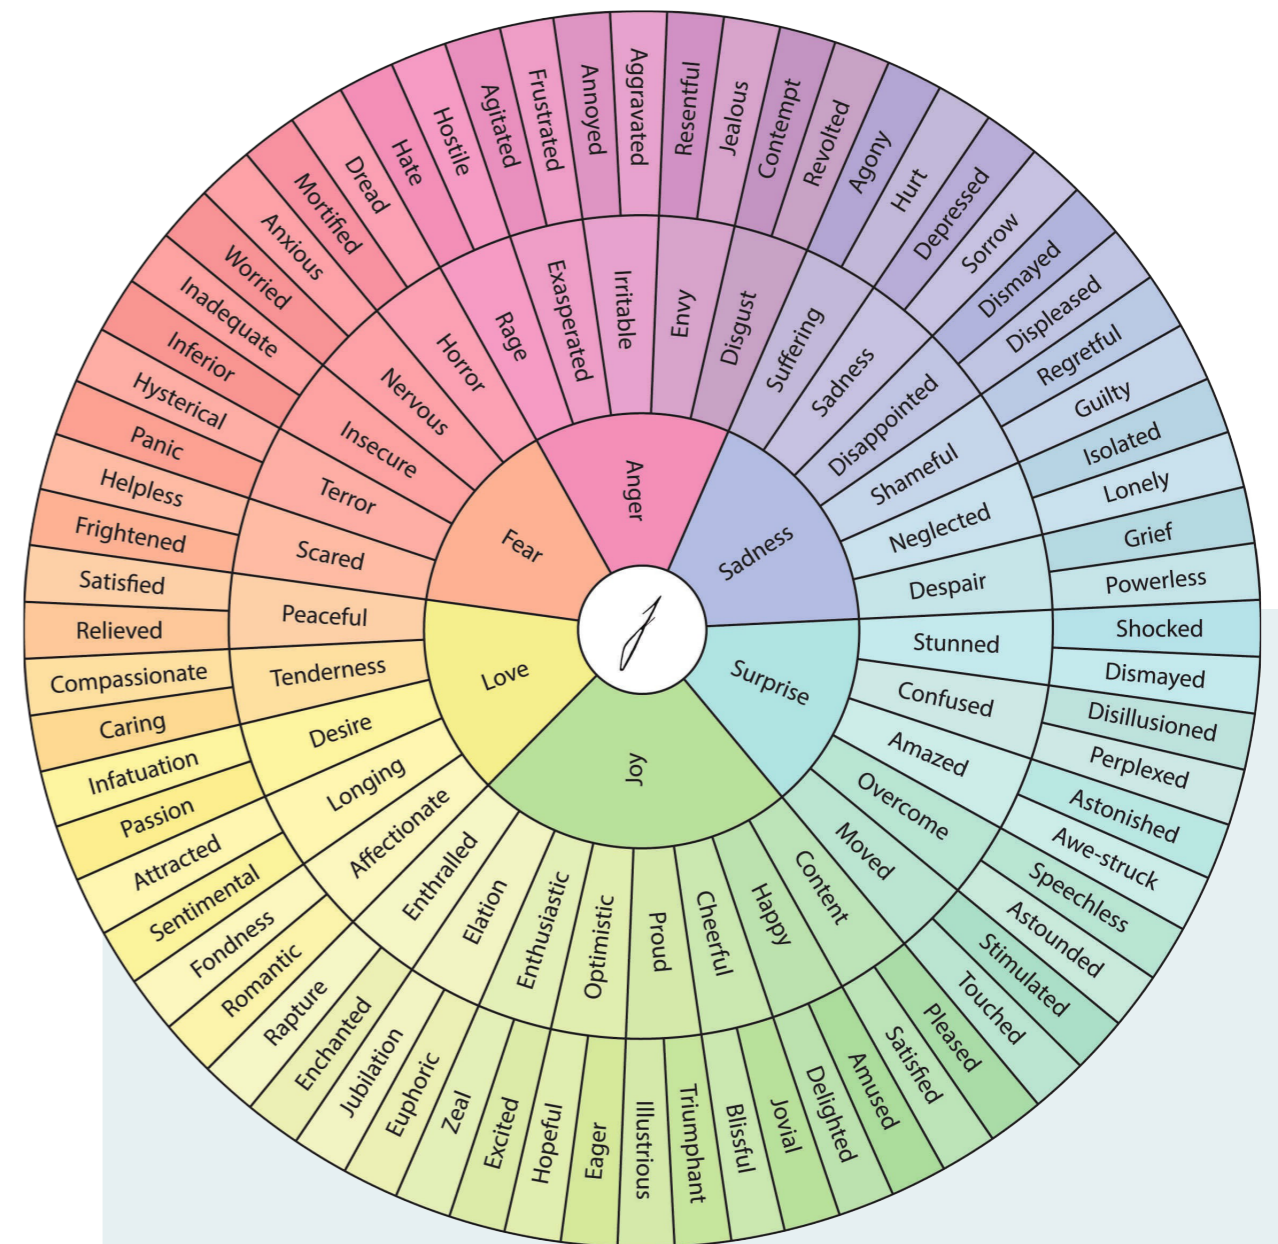 Anger
Sadness
Surprise
Joy
Love
Fear
Rage
Exasperated
Irritable
Envy
Disgust
Suffering
Sadness
Disappointed
Shameful
Neglected
Despair
Stunned
Confused
Amazed
Overcome
Moved
Content
Happy
Cheerful
Proud
Optimistic
Enthusiastic
Elation
Enthralled
Affectionate
Longing
Desire
Tenderness
Peaceful
Scared
Terror
Insecure
Nervous
Horror
Hate
Hostile
Agitated
Frustrated
Annoyed
Aggravated
Resentful
Jealous
Contempt
Revolted
Agony
Hurt
Depressed
Sorrow
Dismayed
Displeased
Regretful
Guilty
Isolated
Lonely
Grief
Powerless
Shocked
Dismayed
Disillusioned
Perplexed
Astonished
Awe-struck
Speechless
Astounded
Stimulated
Touched
Pleased
Satisfied
Amused
Delighted
Jovial
Blissful
Triumphant
Illustrious
Eager
Hopeful
Excited
Zeal
Euphoric
Jubilation
Enchanted
Rapture
Romantic
Fondness
Sentimental
Attracted
Passion
Infatuation
Caring
Compassionate
Relieved
Satisfied
Frightened
Helpless
Panic
Hysterical
Inferior
Inadequate
Worried
Anxious
Mortified
Dread